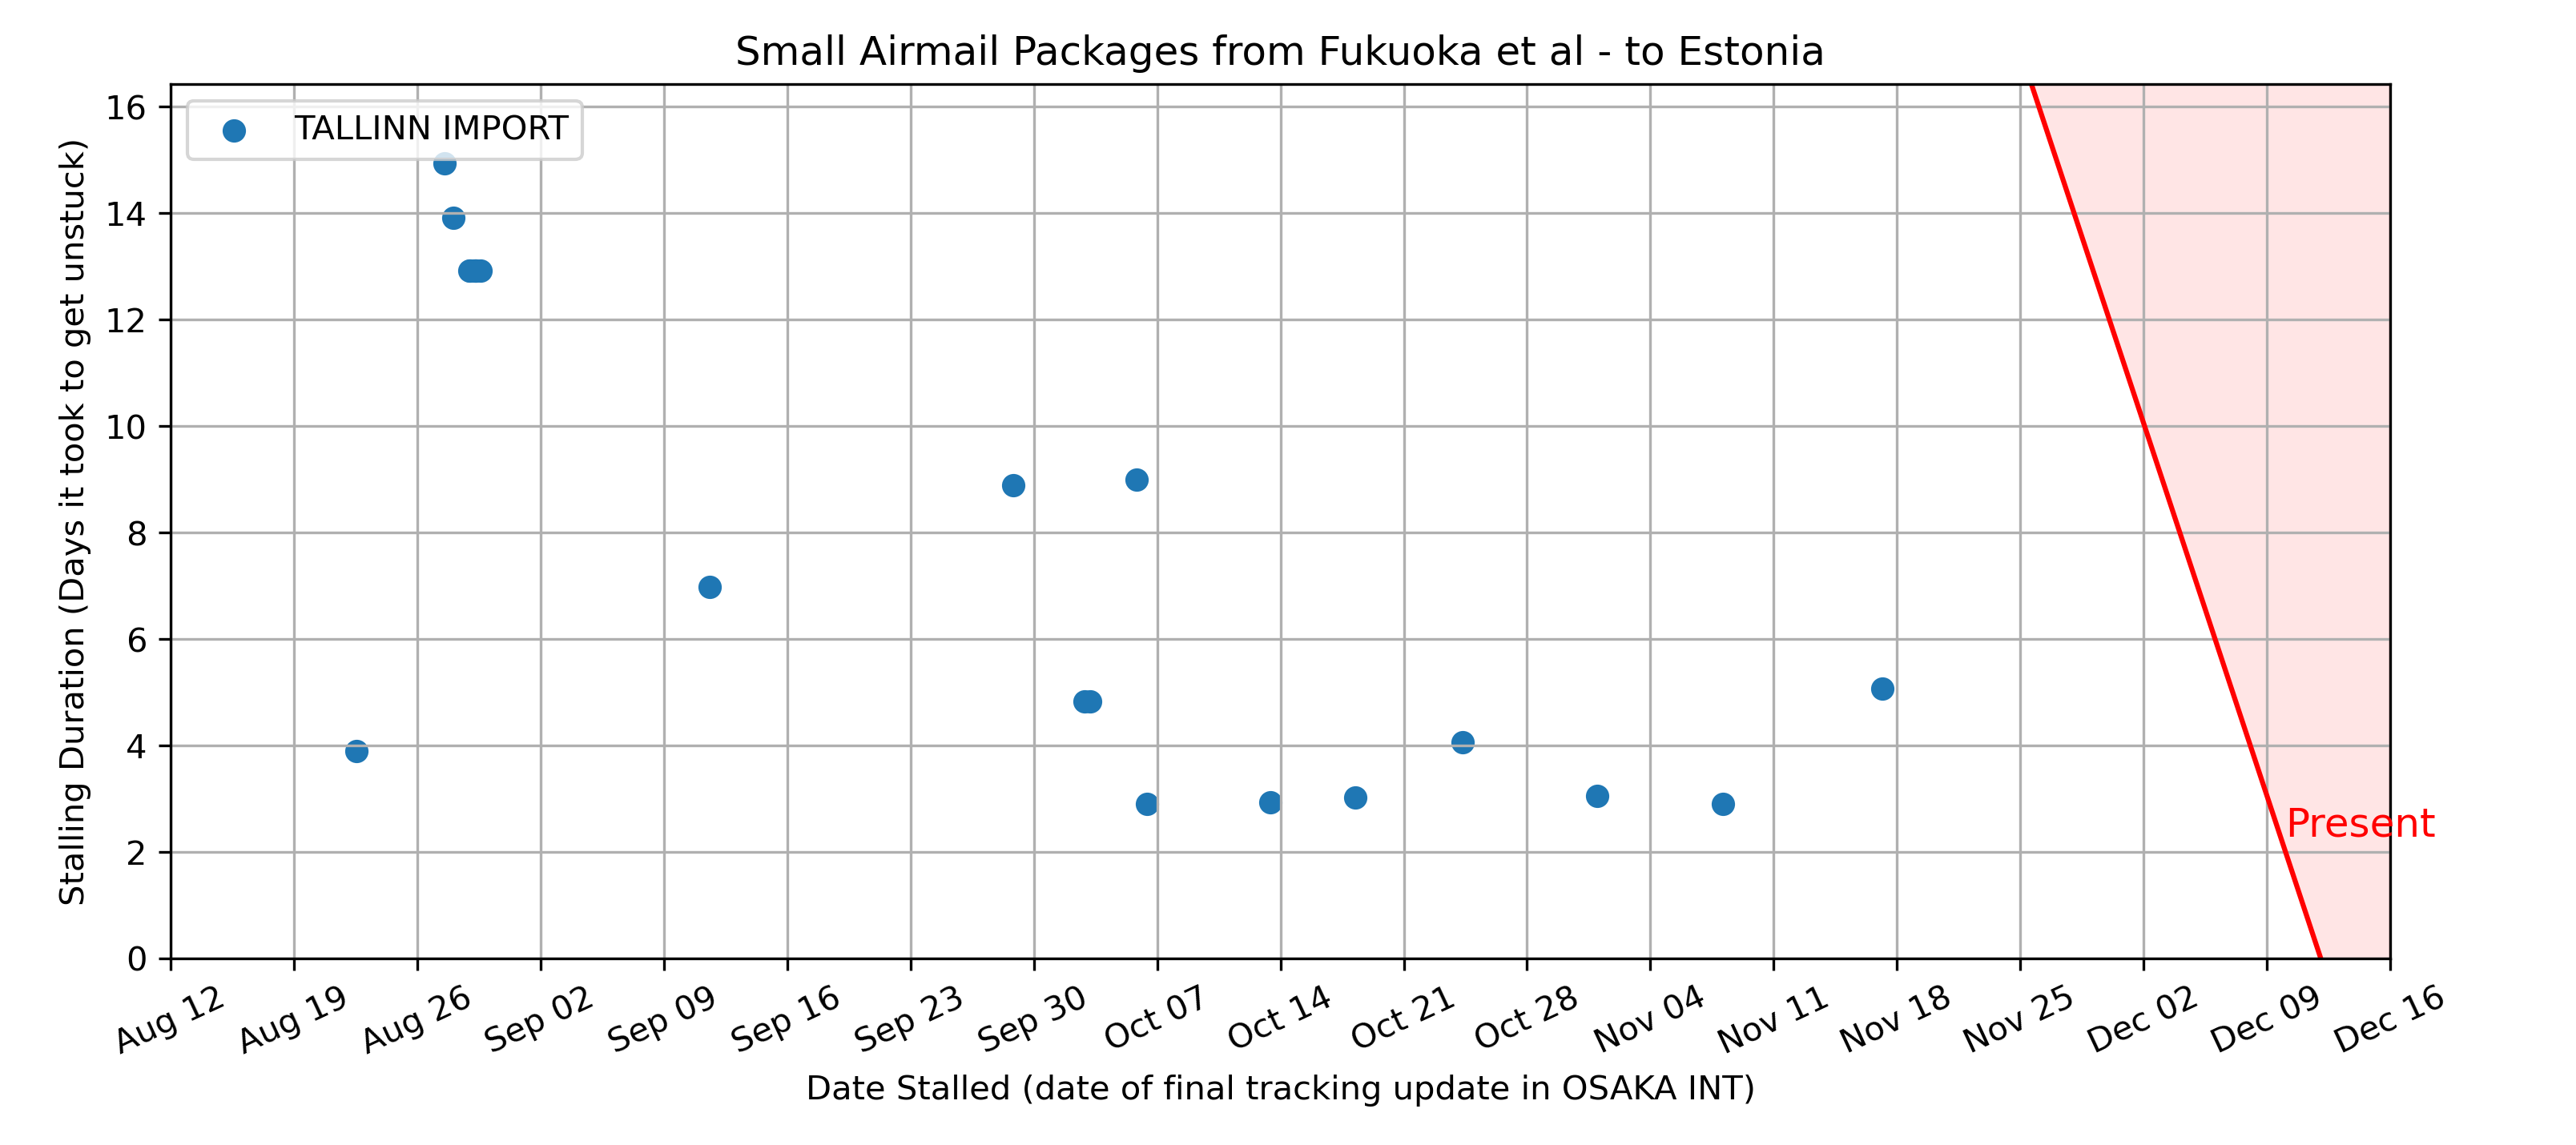 Small Airmail Packages from Fukuoka et al - to Estonia
TALLINN IMPORT
Stalling Duration (Days it took to get unstuck)
16
14
12
10
8
6
4
2
0
Present
Aug 12 Aug 19 Aug 26 Sep 02 Sep 09 Sep 16 Sep 23 Sep 30 Oct 07 Oct 14 Oct 21 Oct 28 Nov 04 Nov 11 Nov 18 Nov 25 Dec 02 Dec 09 Dec 16
Date Stalled (date of final tracking update in OSAKA INT)